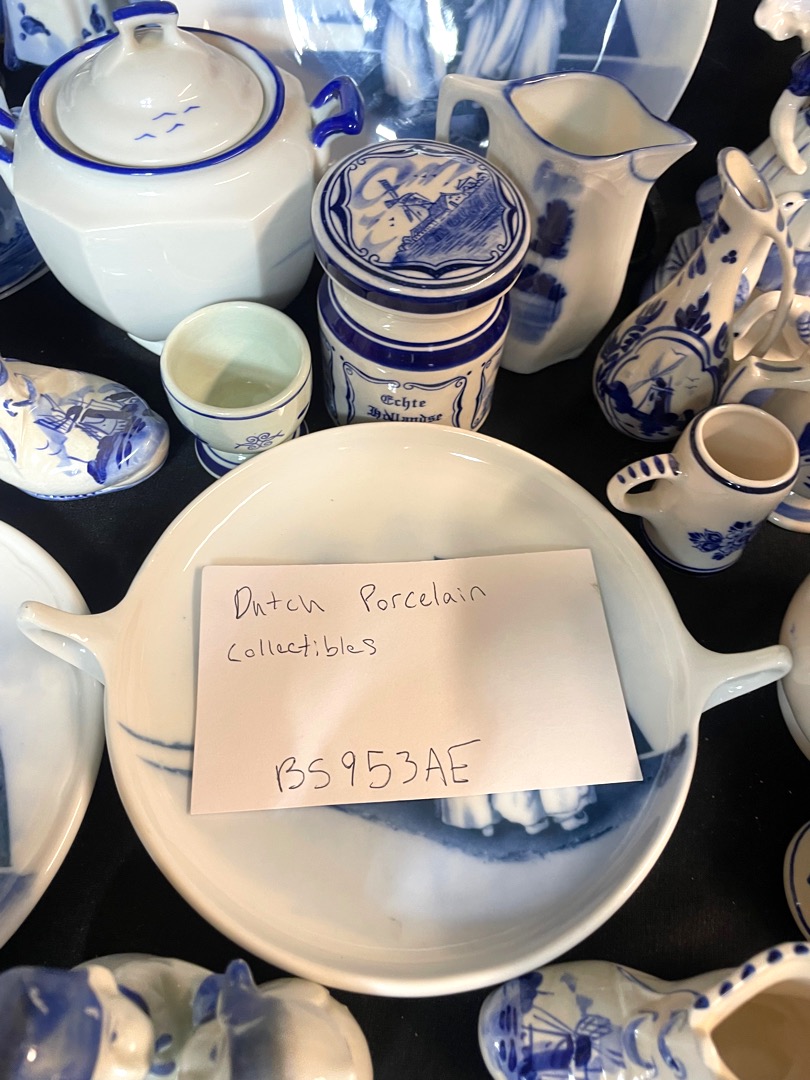 Echte
Hollandse
Dutch Porcelain
collectibles
BS953AE